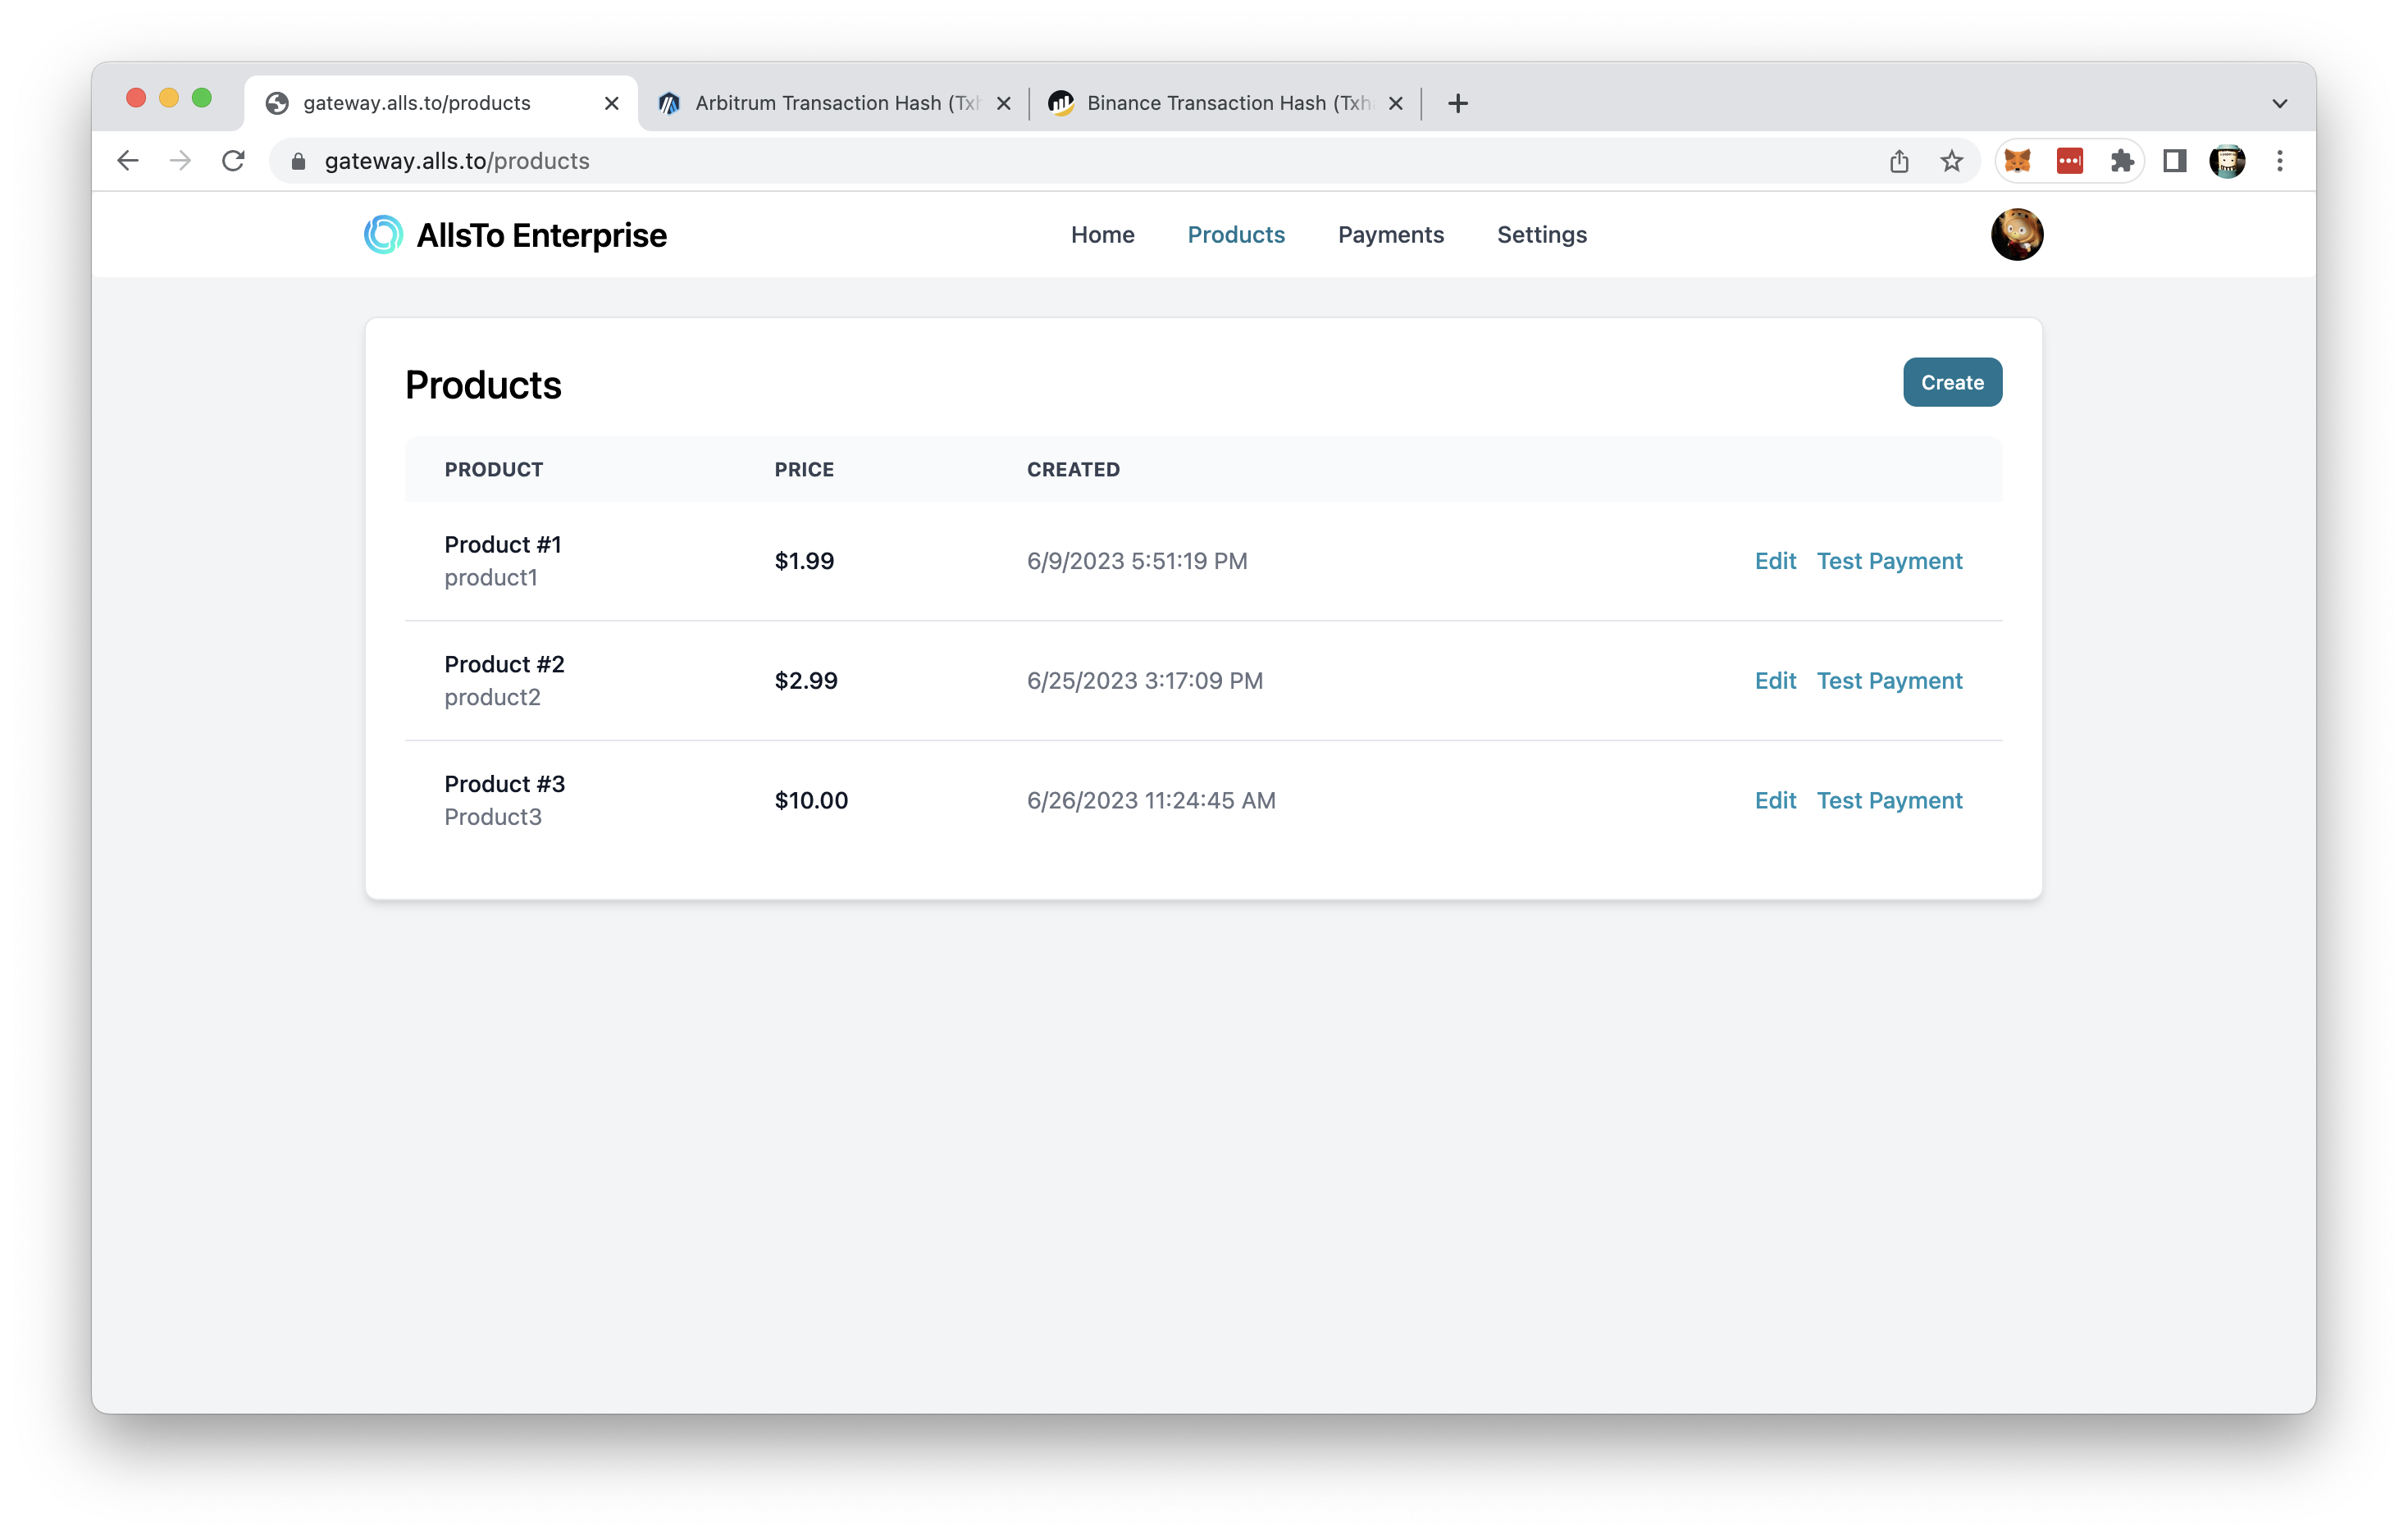 gateway.alls.to/products
Arbitrum Transaction Hash (Txh
Binance Transaction Hash (Txh
gateway.alls.to/products
AllsTo Enterprise
Home Products Payments Settings
Products
Create
PRODUCT PRICE CREATED
Product #1
product1
$1.99 6/9/2023 5:51:19 PM Edit Test Payment
Product #2
product2
$2.99 6/25/2023 3:17:09 PM Edit Test Payment
Product #3
Product3
$10.00 6/26/2023 11:24:45 AM Edit Test Payment